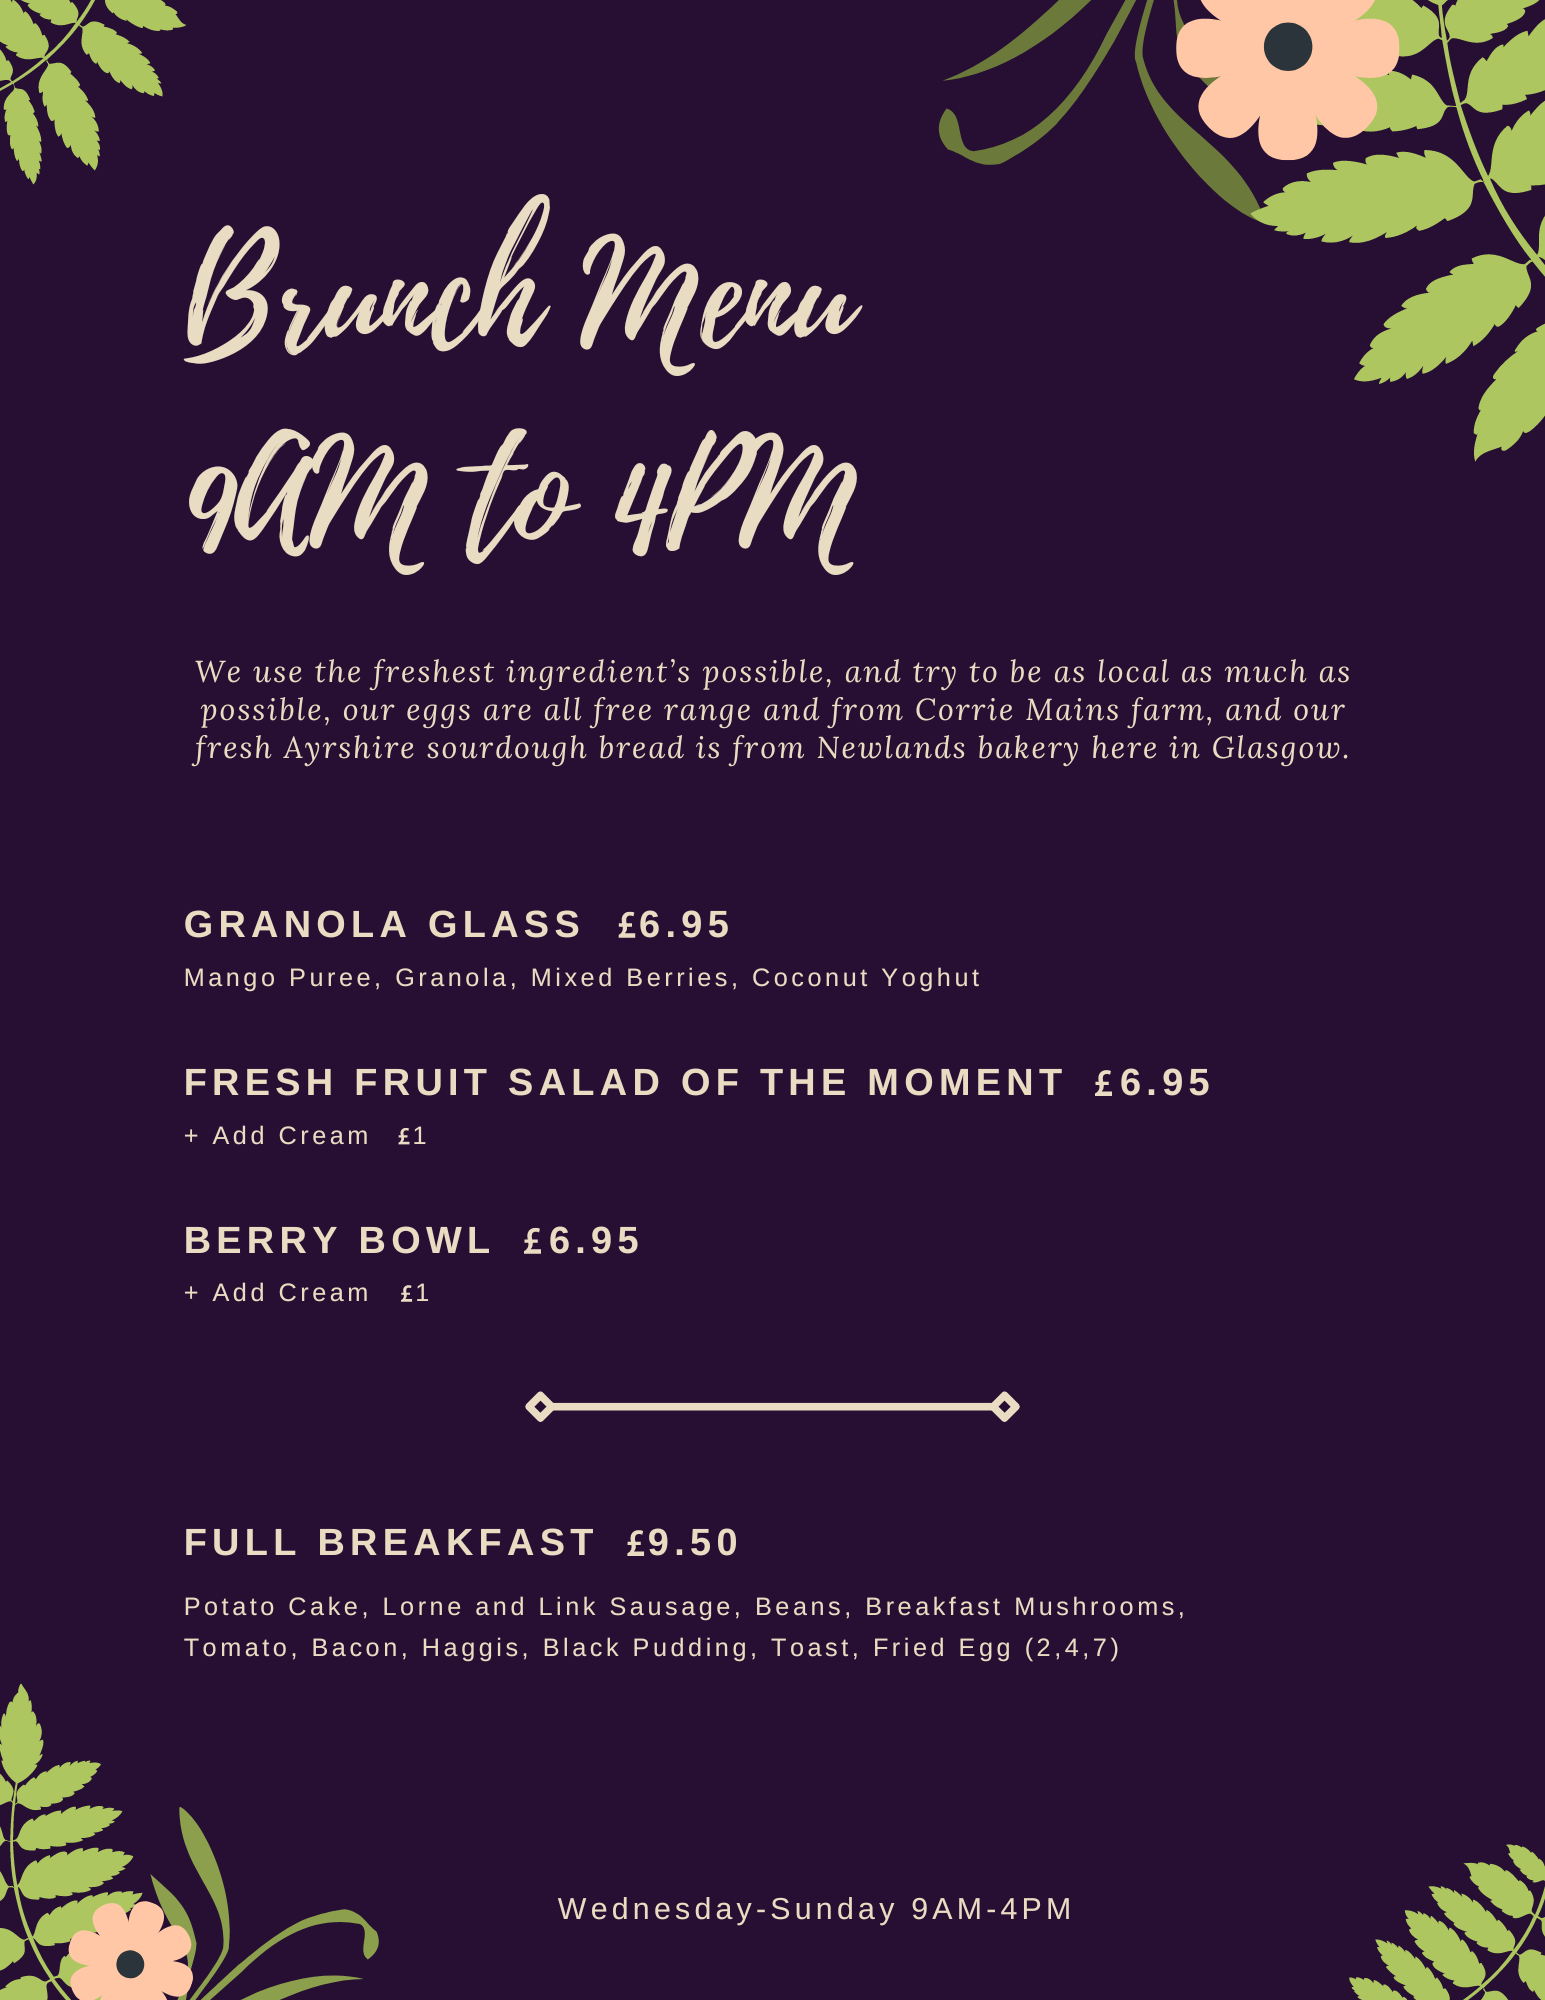 Brunch Menu
9AM to 4PM
We use the freshest ingredient’s possible, and try to be as local as much as
possible, our eggs are all free range and from Corrie Mains farm, and our
fresh Ayrshire sourdough bread is from Newlands bakery here in Glasgow.
GRANOLA GLASS £6.95
Mango Puree, Granola, Mixed Berries, Coconut Yoghut
FRESH FRUIT SALAD OF THE MOMENT £6.95
+ Add Cream £1
BERRY BOWL £6.95
+ Add Cream £1
FULL BREAKFAST £9.50
Potato Cake, Lorne and Link Sausage, Beans, Breakfast Mushrooms,
Tomato, Bacon, Haggis, Black Pudding, Toast, Fried Egg (2,4,7)
Wednesday-Sunday 9AM-4PM